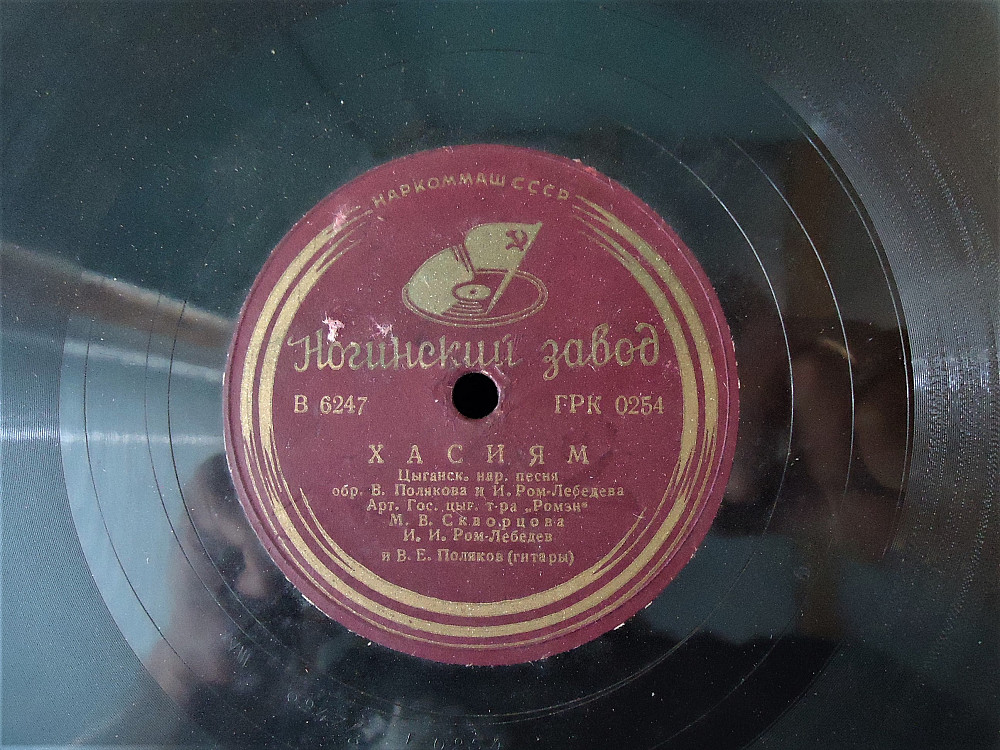 НАРКОММАШ СССР
Ногинский завод
В 6247 ГРК 0254
ХАСИЯМ
Цыганск. нар. песня
обр. В. Полякова и И. Ром-Лебедева
Арт. Гос. цыг. т-ра „Ромэн“
М. В. Скворцова
И. И. Ром-Лебедев
и В. Е. Поляков (гитары)